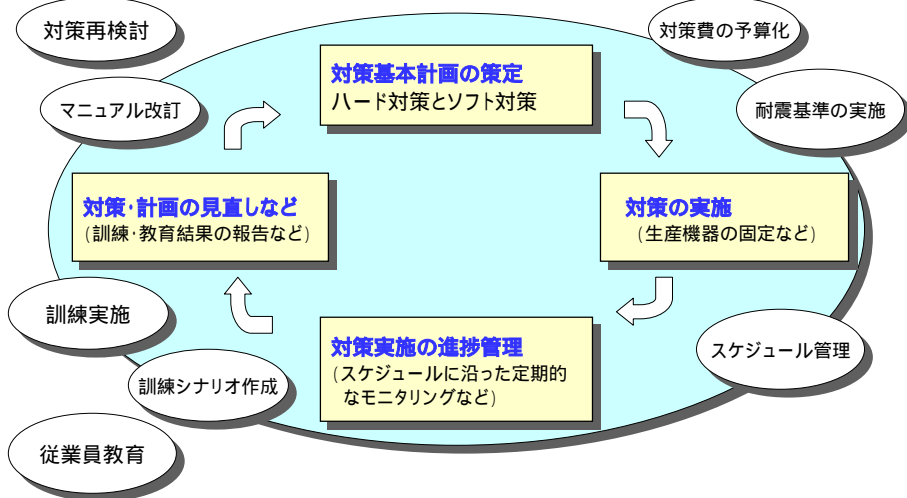 対策再検討
対策費の予算化
対策基本計画の策定
ハード対策とソフト対策
マニュアル改訂
耐震基準の実施
対策・計画の見直しなど
(訓練・教育結果の報告など)
対策の実施
(生産機器の固定など)
訓練実施
対策実施の進捗管理
(スケジュールに沿った定期的
なモニタリングなど)
スケジュール管理
訓練シナリオ作成
従業員教育